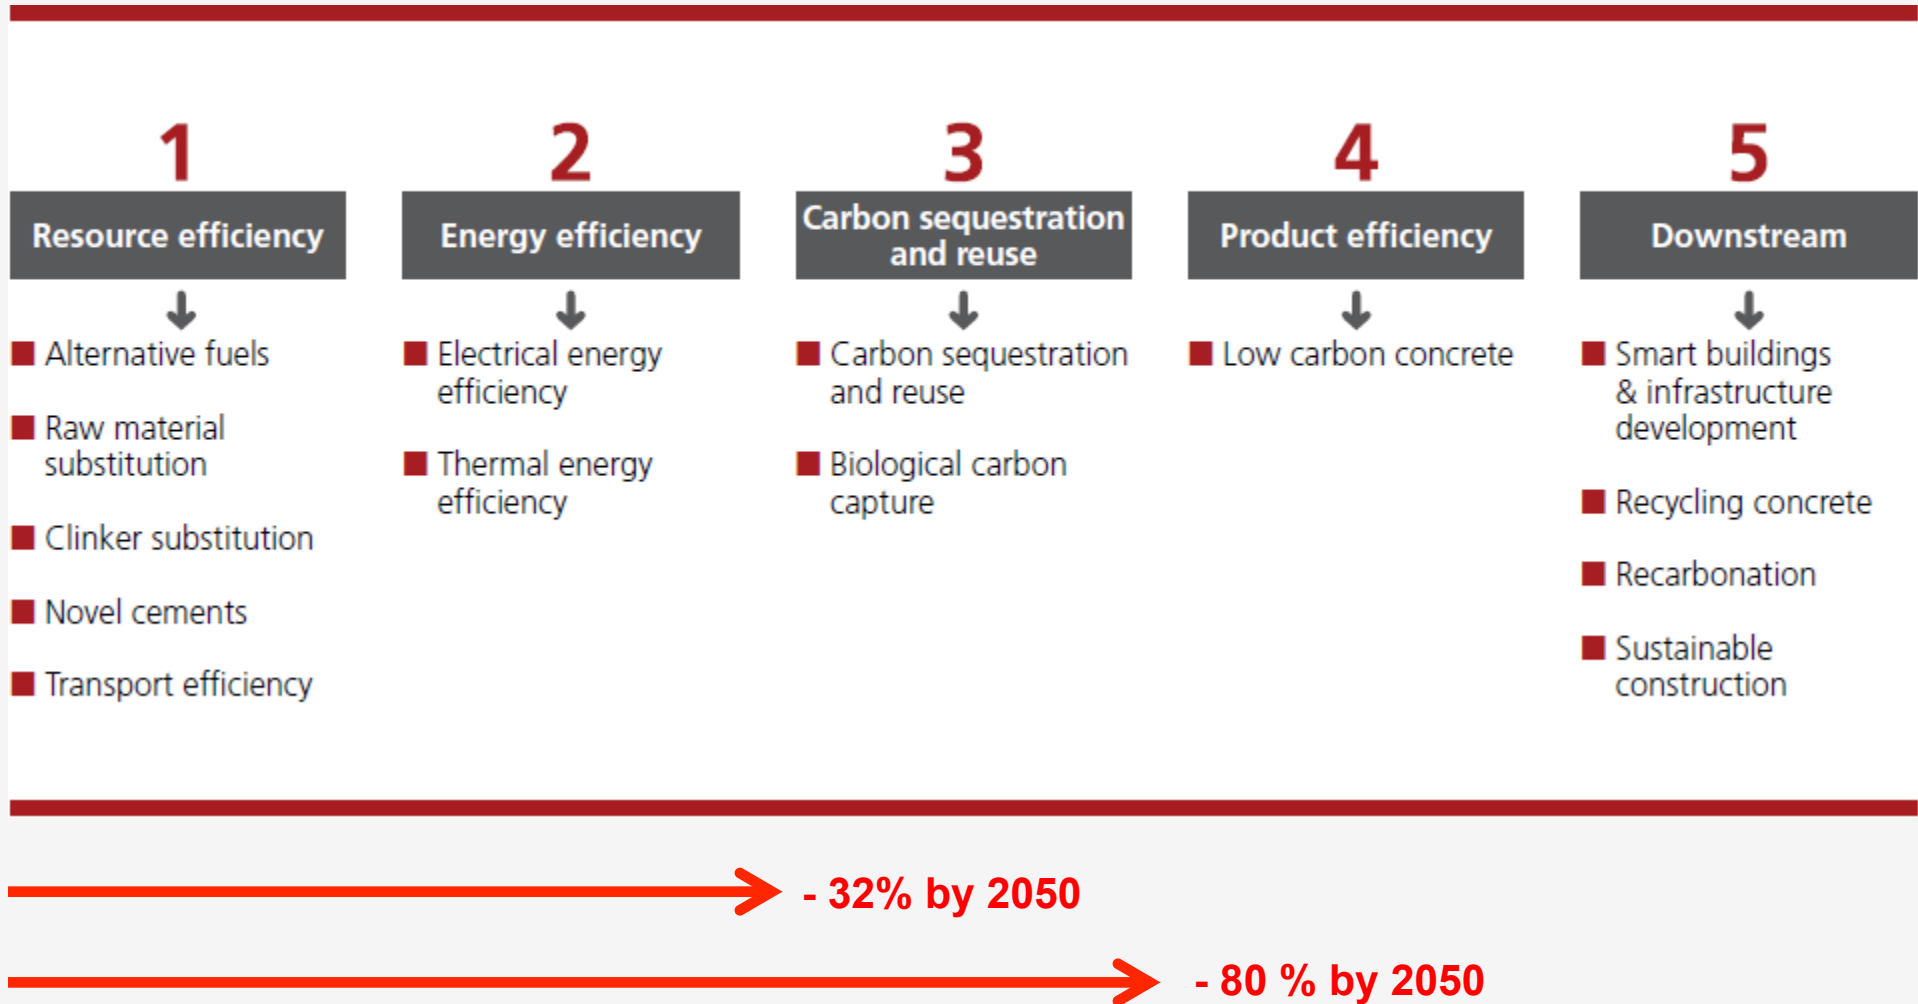 1
Resource efficiency
Alternative fuels
Raw material
substitution
Clinker substitution
Novel cements
Transport efficiency
2
Energy efficiency
Electrical energy
efficiency
Thermal energy
efficiency
3
Carbon sequestration
and reuse
Carbon sequestration
and reuse
Biological carbon
capture
4
Product efficiency
Low carbon concrete
5
Downstream
Smart buildings
& infrastructure
development
Recycling concrete
Recarbonation
Sustainable
construction
- 32% by 2050
- 80 % by 2050